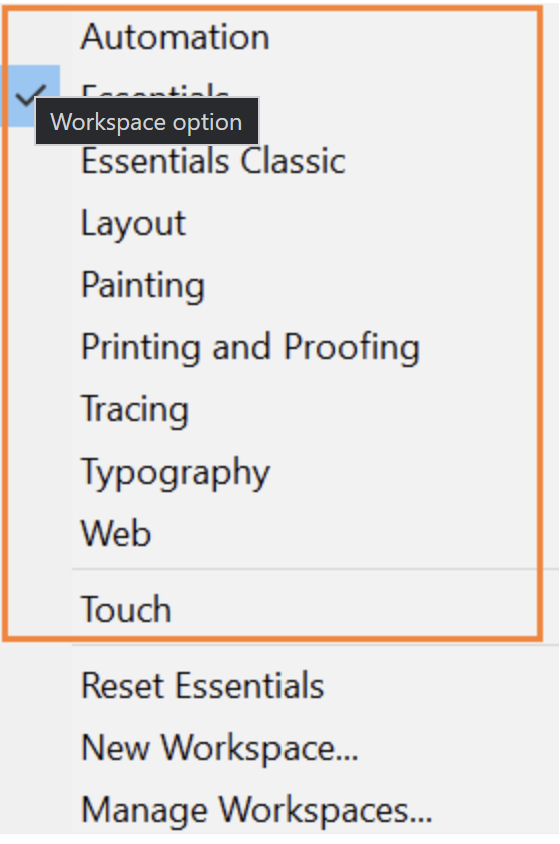 Automation
Essentials
Workspace option
Essentials Classic
Layout
Painting
Printing and Proofing
Tracing
Typography
Web
Touch
Reset Essentials
New Workspace...
Manage Workspaces...